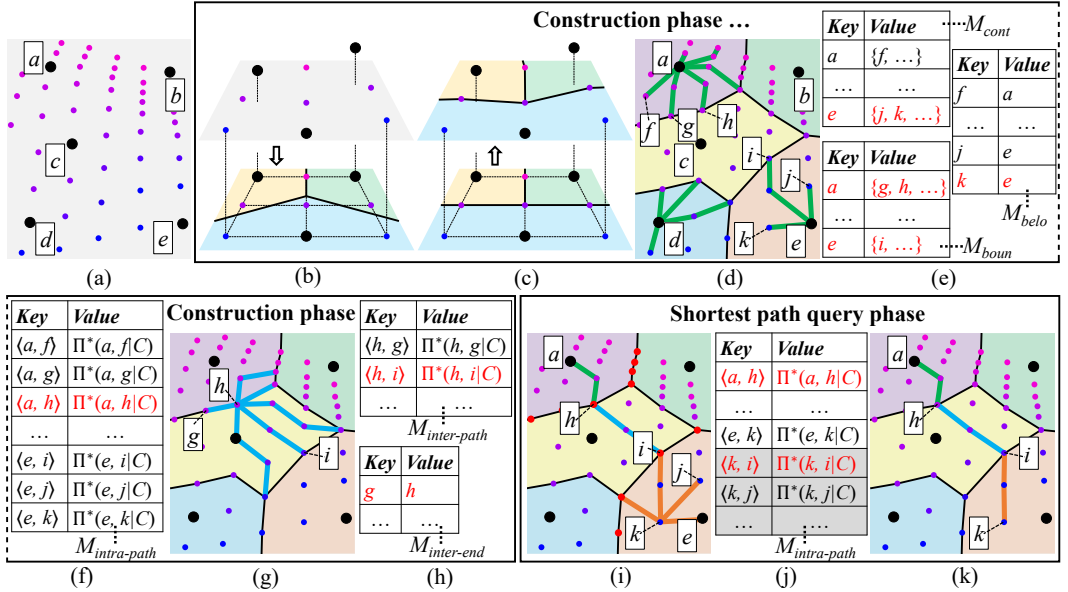 Construction phase ...
a
b
c
d
e
(a)
(b)
(c)
a
b
f
g
h
c
i
j
d
k
e
(d)
Key Value
a {f, ...}
... ...
e {j, k, ...}
M_cont
Key Value
a {g, h, ...}
... ...
e {i, ...}
M_boun
Key Value
f a
... ...
j e
k e
M_belo
(e)
Construction phase
Key Value
⟨a, f⟩ Π*(a, f|C)
⟨a, g⟩ Π*(a, g|C)
⟨a, h⟩ Π*(a, h|C)
... ...
⟨e, i⟩ Π*(e, i|C)
⟨e, j⟩ Π*(e, j|C)
⟨e, k⟩ Π*(e, k|C)
M_intra-path
(f)
h
g
i
(g)
Key Value
⟨h, g⟩ Π*(h, g|C)
⟨h, i⟩ Π*(h, i|C)
... ...
M_inter-path
Key Value
g h
... ...
M_inter-end
(h)
Shortest path query phase
a
h
i
j
k
e
(i)
Key Value
⟨a, h⟩ Π*(a, h|C)
... ...
⟨e, k⟩ Π*(e, k|C)
⟨k, i⟩ Π*(k, i|C)
⟨k, j⟩ Π*(k, j|C)
... ...
M_intra-path
(j)
a
h
i
k
(k)